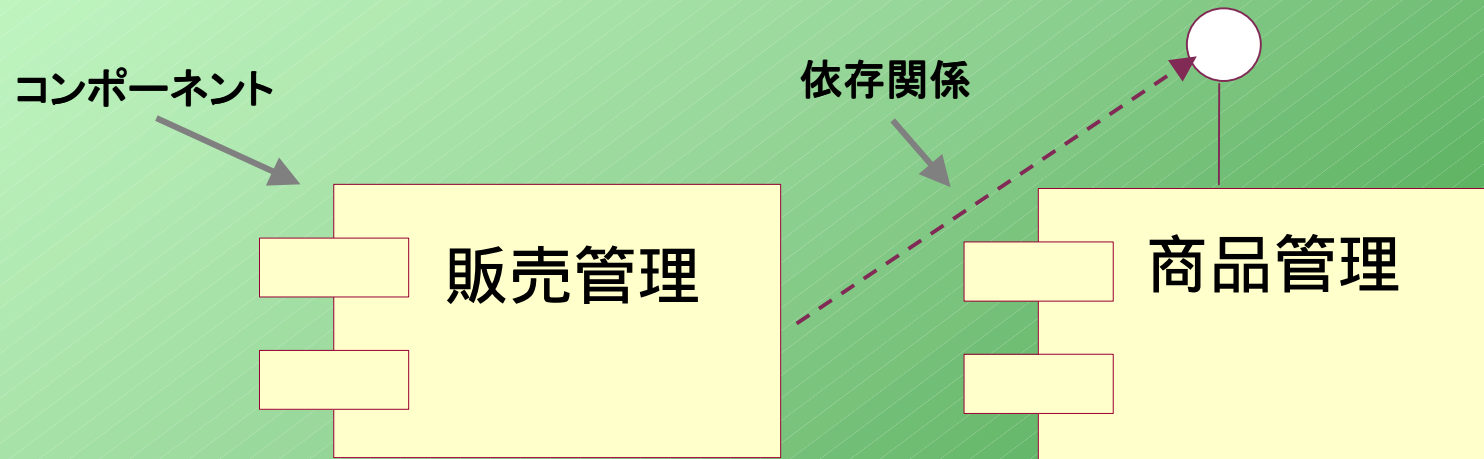 コンポーネント
依存関係
販売管理
商品管理